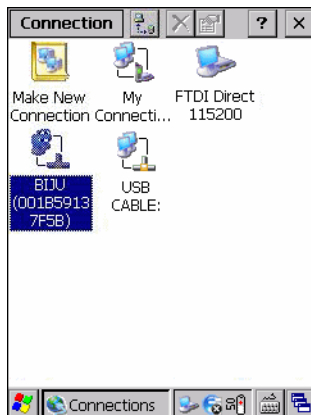 Connection ? ×
Make New
Connection
My
Connecti...
FTDI Direct
115200
BIJU
(001B5913
7F5B)
USB
CABLE:
Connections